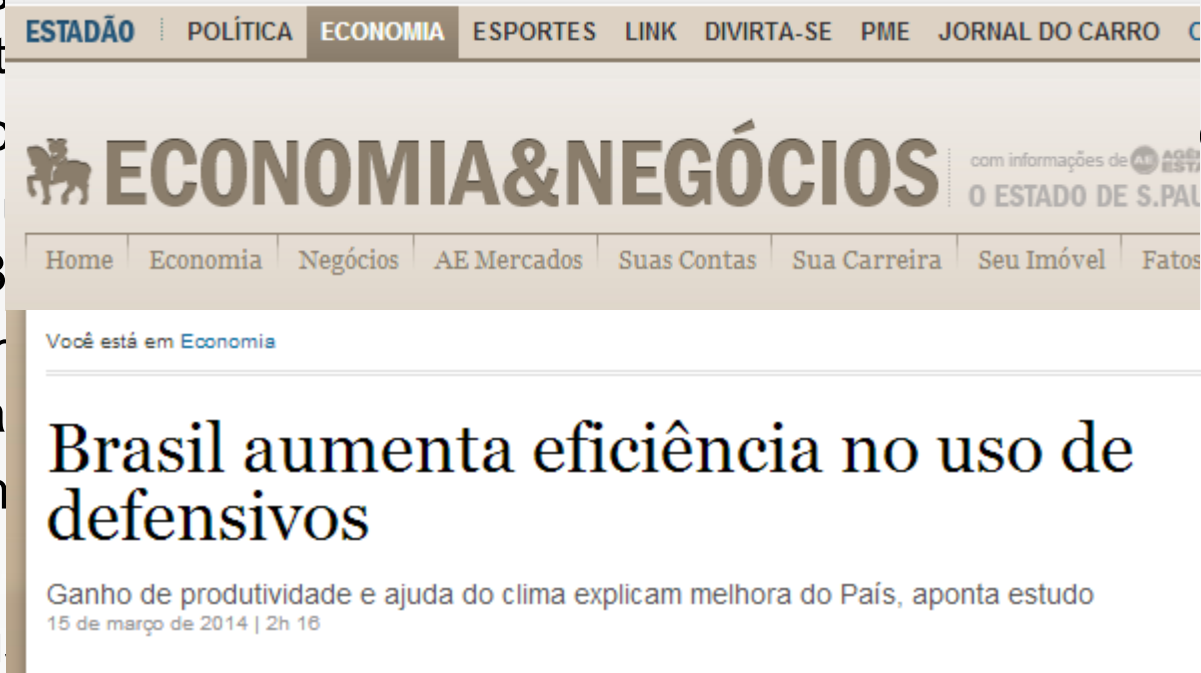 ESTADÃO POLÍTICA ECONOMIA ESPORTES LINK DIVIRTA-SE PME JORNAL DO CARRO
ECONOMIA&NEGÓCIOS
com informações de AE
O ESTADO DE
Home Economia Negócios AE Mercados Suas Contas Sua Carreira Seu Imóvel Fatos
Você está em Economia
Brasil aumenta eficiência no uso de
defensivos
Ganho de produtividade e ajuda do clima explicam melhora do País, aponta estudo
15 de março de 2014 | 2h 16